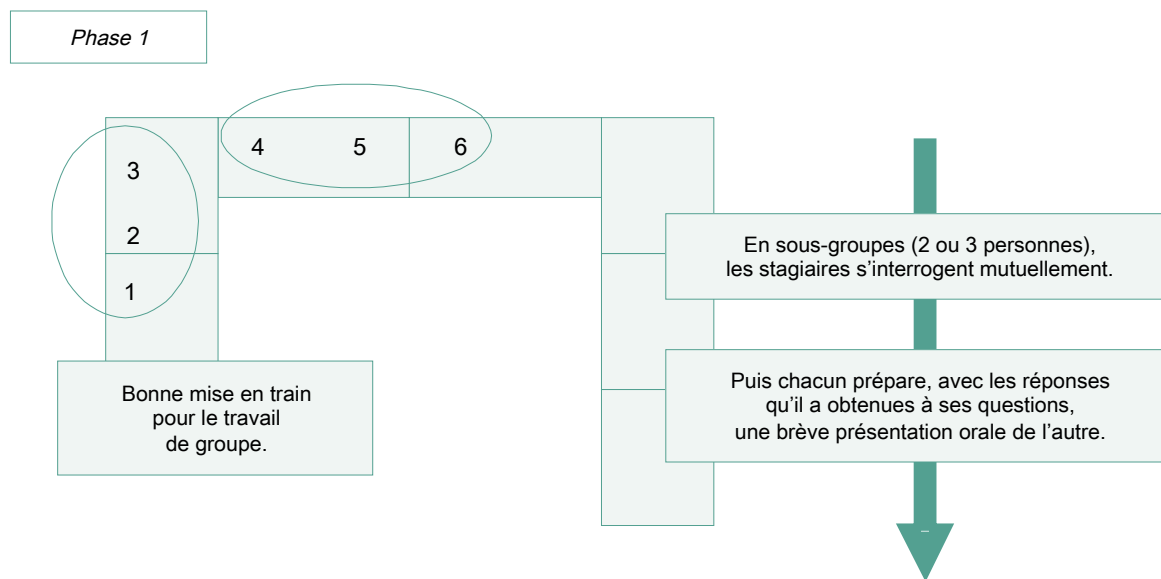 Phase 1
4 5 6
3
2
1
En sous-groupes (2 ou 3 personnes),
les stagiaires s’interrogent mutuellement.
Bonne mise en train
pour le travail
de groupe.
Puis chacun prépare, avec les réponses
qu’il a obtenues à ses questions,
une brève présentation orale de l’autre.